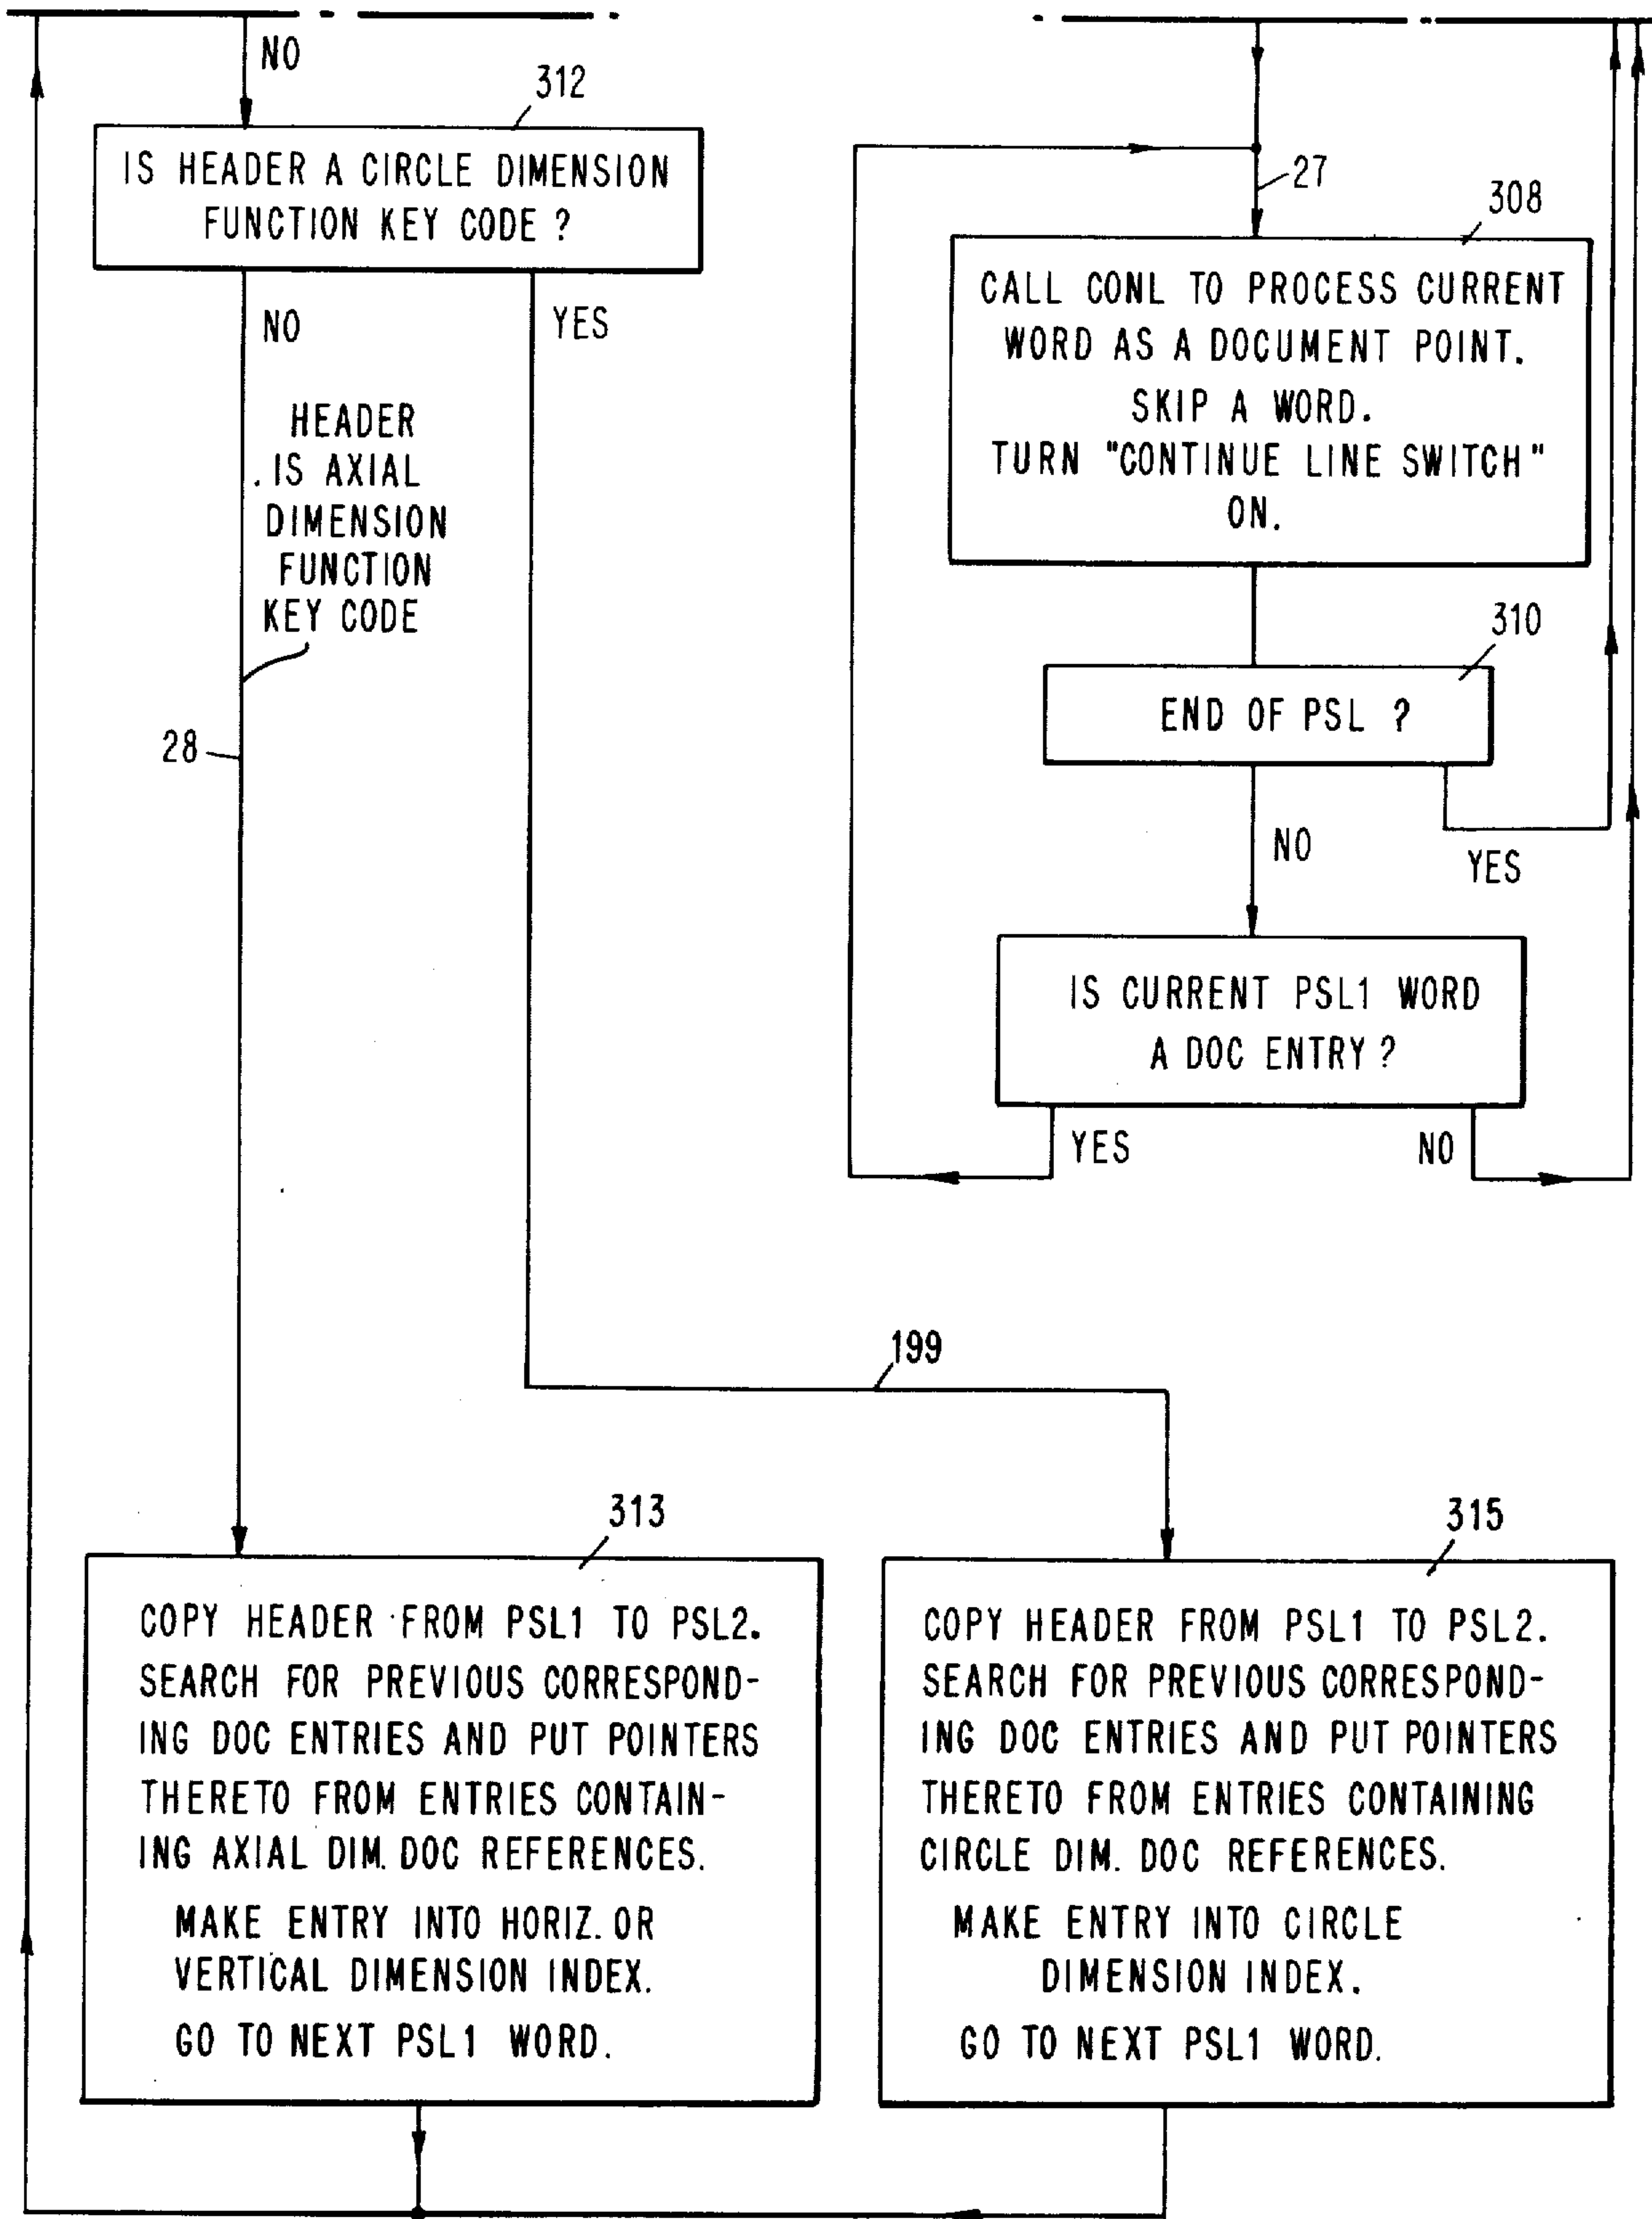 NO
312
IS HEADER A CIRCLE DIMENSION
FUNCTION KEY CODE ?
NO
YES
HEADER
IS AXIAL
DIMENSION
FUNCTION
KEY CODE
28
27
308
CALL CONL TO PROCESS CURRENT
WORD AS A DOCUMENT POINT.
SKIP A WORD.
TURN "CONTINUE LINE SWITCH"
ON.
310
END OF PSL ?
NO
YES
IS CURRENT PSL1 WORD
A DOC ENTRY ?
YES
NO
199
313
COPY HEADER FROM PSL1 TO PSL2.
SEARCH FOR PREVIOUS CORRESPOND-
ING DOC ENTRIES AND PUT POINTERS
THERETO FROM ENTRIES CONTAIN-
ING AXIAL DIM. DOC REFERENCES.
MAKE ENTRY INTO HORIZ. OR
VERTICAL DIMENSION INDEX.
GO TO NEXT PSL1 WORD.
315
COPY HEADER FROM PSL1 TO PSL2.
SEARCH FOR PREVIOUS CORRESPOND-
ING DOC ENTRIES AND PUT POINTERS
THERETO FROM ENTRIES CONTAINING
CIRCLE DIM. DOC REFERENCES.
MAKE ENTRY INTO CIRCLE
DIMENSION INDEX.
GO TO NEXT PSL1 WORD.